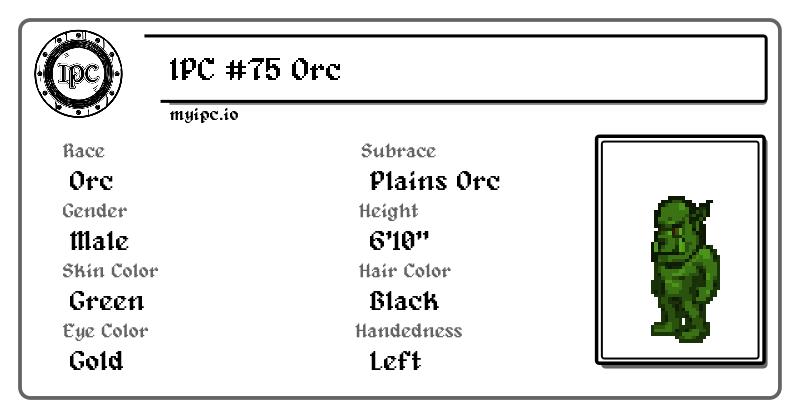 IPC
IPC #75 Orc
myipc.io
Race
Subrace
Orc
Plains Orc
Gender
Height
Male
6'10"
Skin Color
Hair Color
Green
Black
Eye Color
Handedness
Gold
Left